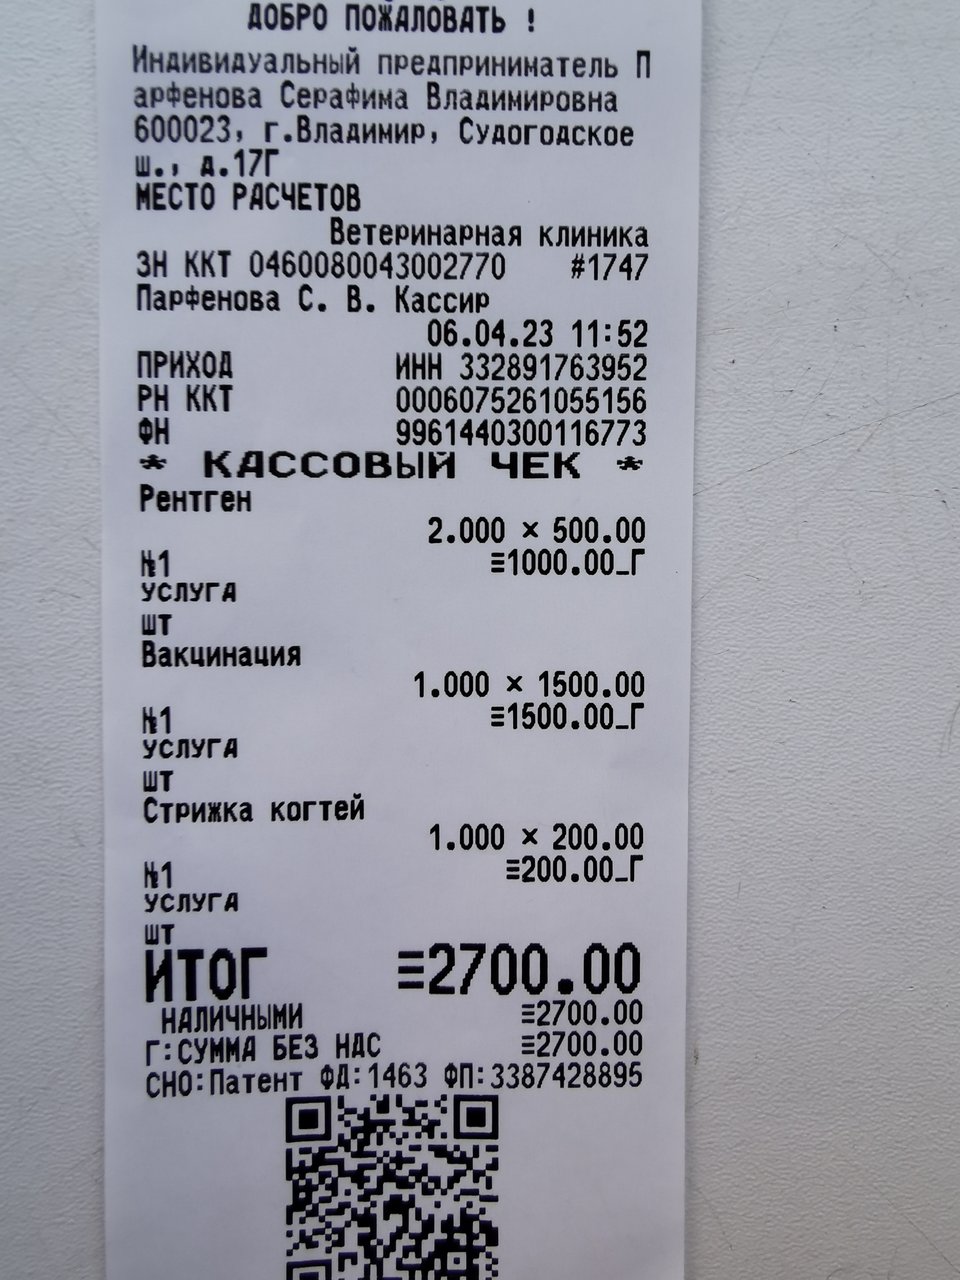 ДОБРО ПОЖАЛОВАТЬ !
Индивидуальный предприниматель П
арфенова Серафима Владимировна
600023, г.Владимир, Судогодское
ш., д.17Г
МЕСТО РАСЧЕТОВ
Ветеринарная клиника
ЗН ККТ 0460080043002770 #1747
Парфенова С. В. Кассир
06.04.23 11:52
ПРИХОД ИНН 332891763952
РН ККТ 0006075261055156
ФН 9961440300116773
* КАССОВЫЙ ЧЕК *
Рентген
2.000 × 500.00
№1 ≡1000.00_Г
УСЛУГА
шт
Вакцинация
1.000 × 1500.00
№1 ≡1500.00_Г
УСЛУГА
шт
Стрижка когтей
1.000 × 200.00
№1 ≡200.00_Г
УСЛУГА
шт
ИТОГ ≡2700.00
НАЛИЧНЫМИ ≡2700.00
Г:СУММА БЕЗ НДС ≡2700.00
СНО:Патент ФД:1463 ФП:3387428895